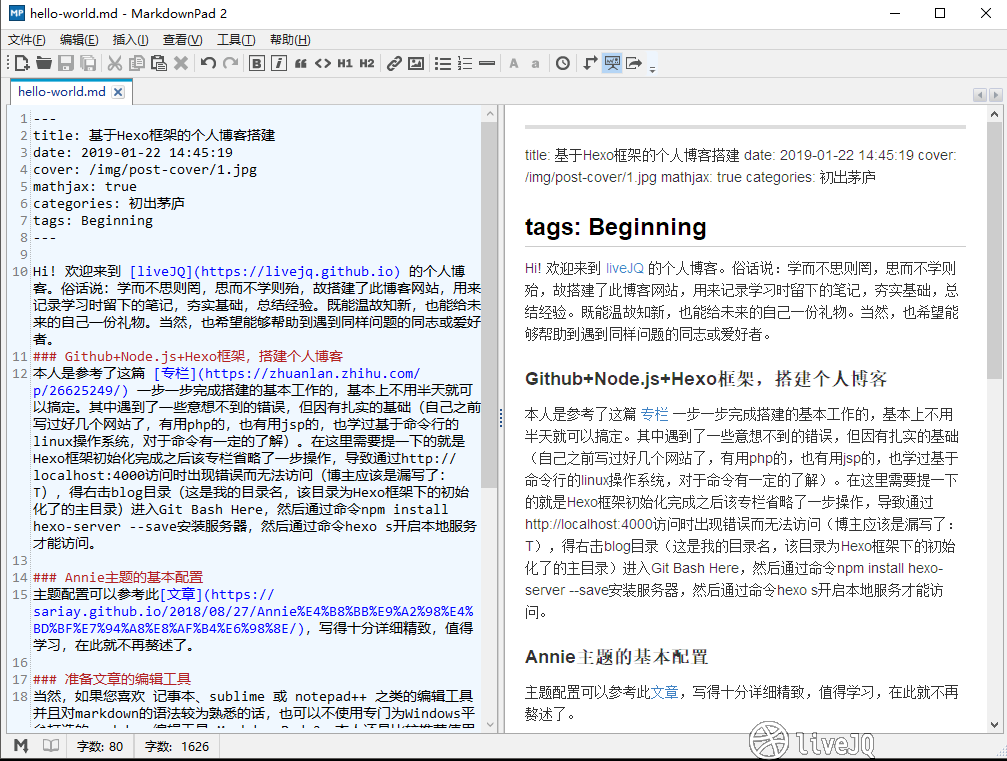 hello-world.md - MarkdownPad 2
文件(F) 编辑(E) 插入(I) 查看(V) 工具(T) 帮助(H)
B i H1 H2 A a
hello-world.md
1 ---
2 title: 基于Hexo框架的个人博客搭建
3 date: 2019-01-22 14:45:19
4 cover: /img/post-cover/1.jpg
5 mathjax: true
6 categories: 初出茅庐
7 tags: Beginning
8 ---
9
10 Hi! 欢迎来到 [liveJQ](https://livejq.github.io) 的个人博
客。俗话说：学而不思则罔，思而不学则殆，故搭建了此博客网站，用来
记录学习时留下的笔记，夯实基础，总结经验。既能温故知新，也能给未
来的自己一份礼物。当然，也希望能够帮助到遇到同样问题的同志或爱好
者。
11 ### Github+Node.js+Hexo框架，搭建个人博客
12 本人是参考了这篇 [专栏](https://zhuanlan.zhihu.com/
p/26625249/) 一步一步完成搭建的基本工作的，基本上不用半天就可
以搞定。其中遇到了一些意想不到的错误，但因有扎实的基础（自己之前
写过好几个网站了，有用php的，也有用jsp的，也学过基于命令行的
linux操作系统，对于命令有一定的了解）。在这里需要提一下的就是
Hexo框架初始化完成之后该专栏省略了一步操作，导致通过http://
localhost:4000访问时出现错误而无法访问（博主应该是漏写了：
T），得右击blog目录（这是我的目录名，该目录为Hexo框架下的初始
化了的主目录）进入Git Bash Here，然后通过命令npm install
hexo-server --save安装服务器，然后通过命令hexo s开启本地服务
才能访问。
13
14 ### Annie主题的基本配置
15 主题配置可以参考此[文章](https://
sariay.github.io/2018/08/27/Annie%E4%B8%BB%E9%A2%98%E4%
BD%BF%E7%94%A8%E8%AF%B4%E6%98%8E/)，写得十分详细精致，值得
学习，在此就不再赘述了。
16
17 ### 准备文章的编辑工具
18 当然，如果您喜欢 记事本、sublime 或 notepad++ 之类的编辑工具
并且对markdown的语法较为熟悉的话，也可以不使用专门为Windows平
title: 基于Hexo框架的个人博客搭建 date: 2019-01-22 14:45:19 cover:
/img/post-cover/1.jpg mathjax: true categories: 初出茅庐
tags: Beginning
Hi! 欢迎来到 liveJQ 的个人博客。俗话说：学而不思则罔，思而不学则
殆，故搭建了此博客网站，用来记录学习时留下的笔记，夯实基础，总
结经验。既能温故知新，也能给未来的自己一份礼物。当然，也希望能
够帮助到遇到同样问题的同志或爱好者。
Github+Node.js+Hexo框架，搭建个人博客
本人是参考了这篇 专栏 一步一步完成搭建的基本工作的，基本上不用
半天就可以搞定。其中遇到了一些意想不到的错误，但因有扎实的基础
（自己之前写过好几个网站了，有用php的，也有用jsp的，也学过基于
命令行的linux操作系统，对于命令有一定的了解）。在这里需要提一下
的就是Hexo框架初始化完成之后该专栏省略了一步操作，导致通过
http://localhost:4000访问时出现错误而无法访问（博主应该是漏写了：
T），得右击blog目录（这是我的目录名，该目录为Hexo框架下的初始
化了的主目录）进入Git Bash Here，然后通过命令npm install hexo-
server --save安装服务器，然后通过命令hexo s开启本地服务才能访
问。
Annie主题的基本配置
主题配置可以参考此文章，写得十分详细精致，值得学习，在此就不再
赘述了。
字数: 80 字数: 1626
liveJQ